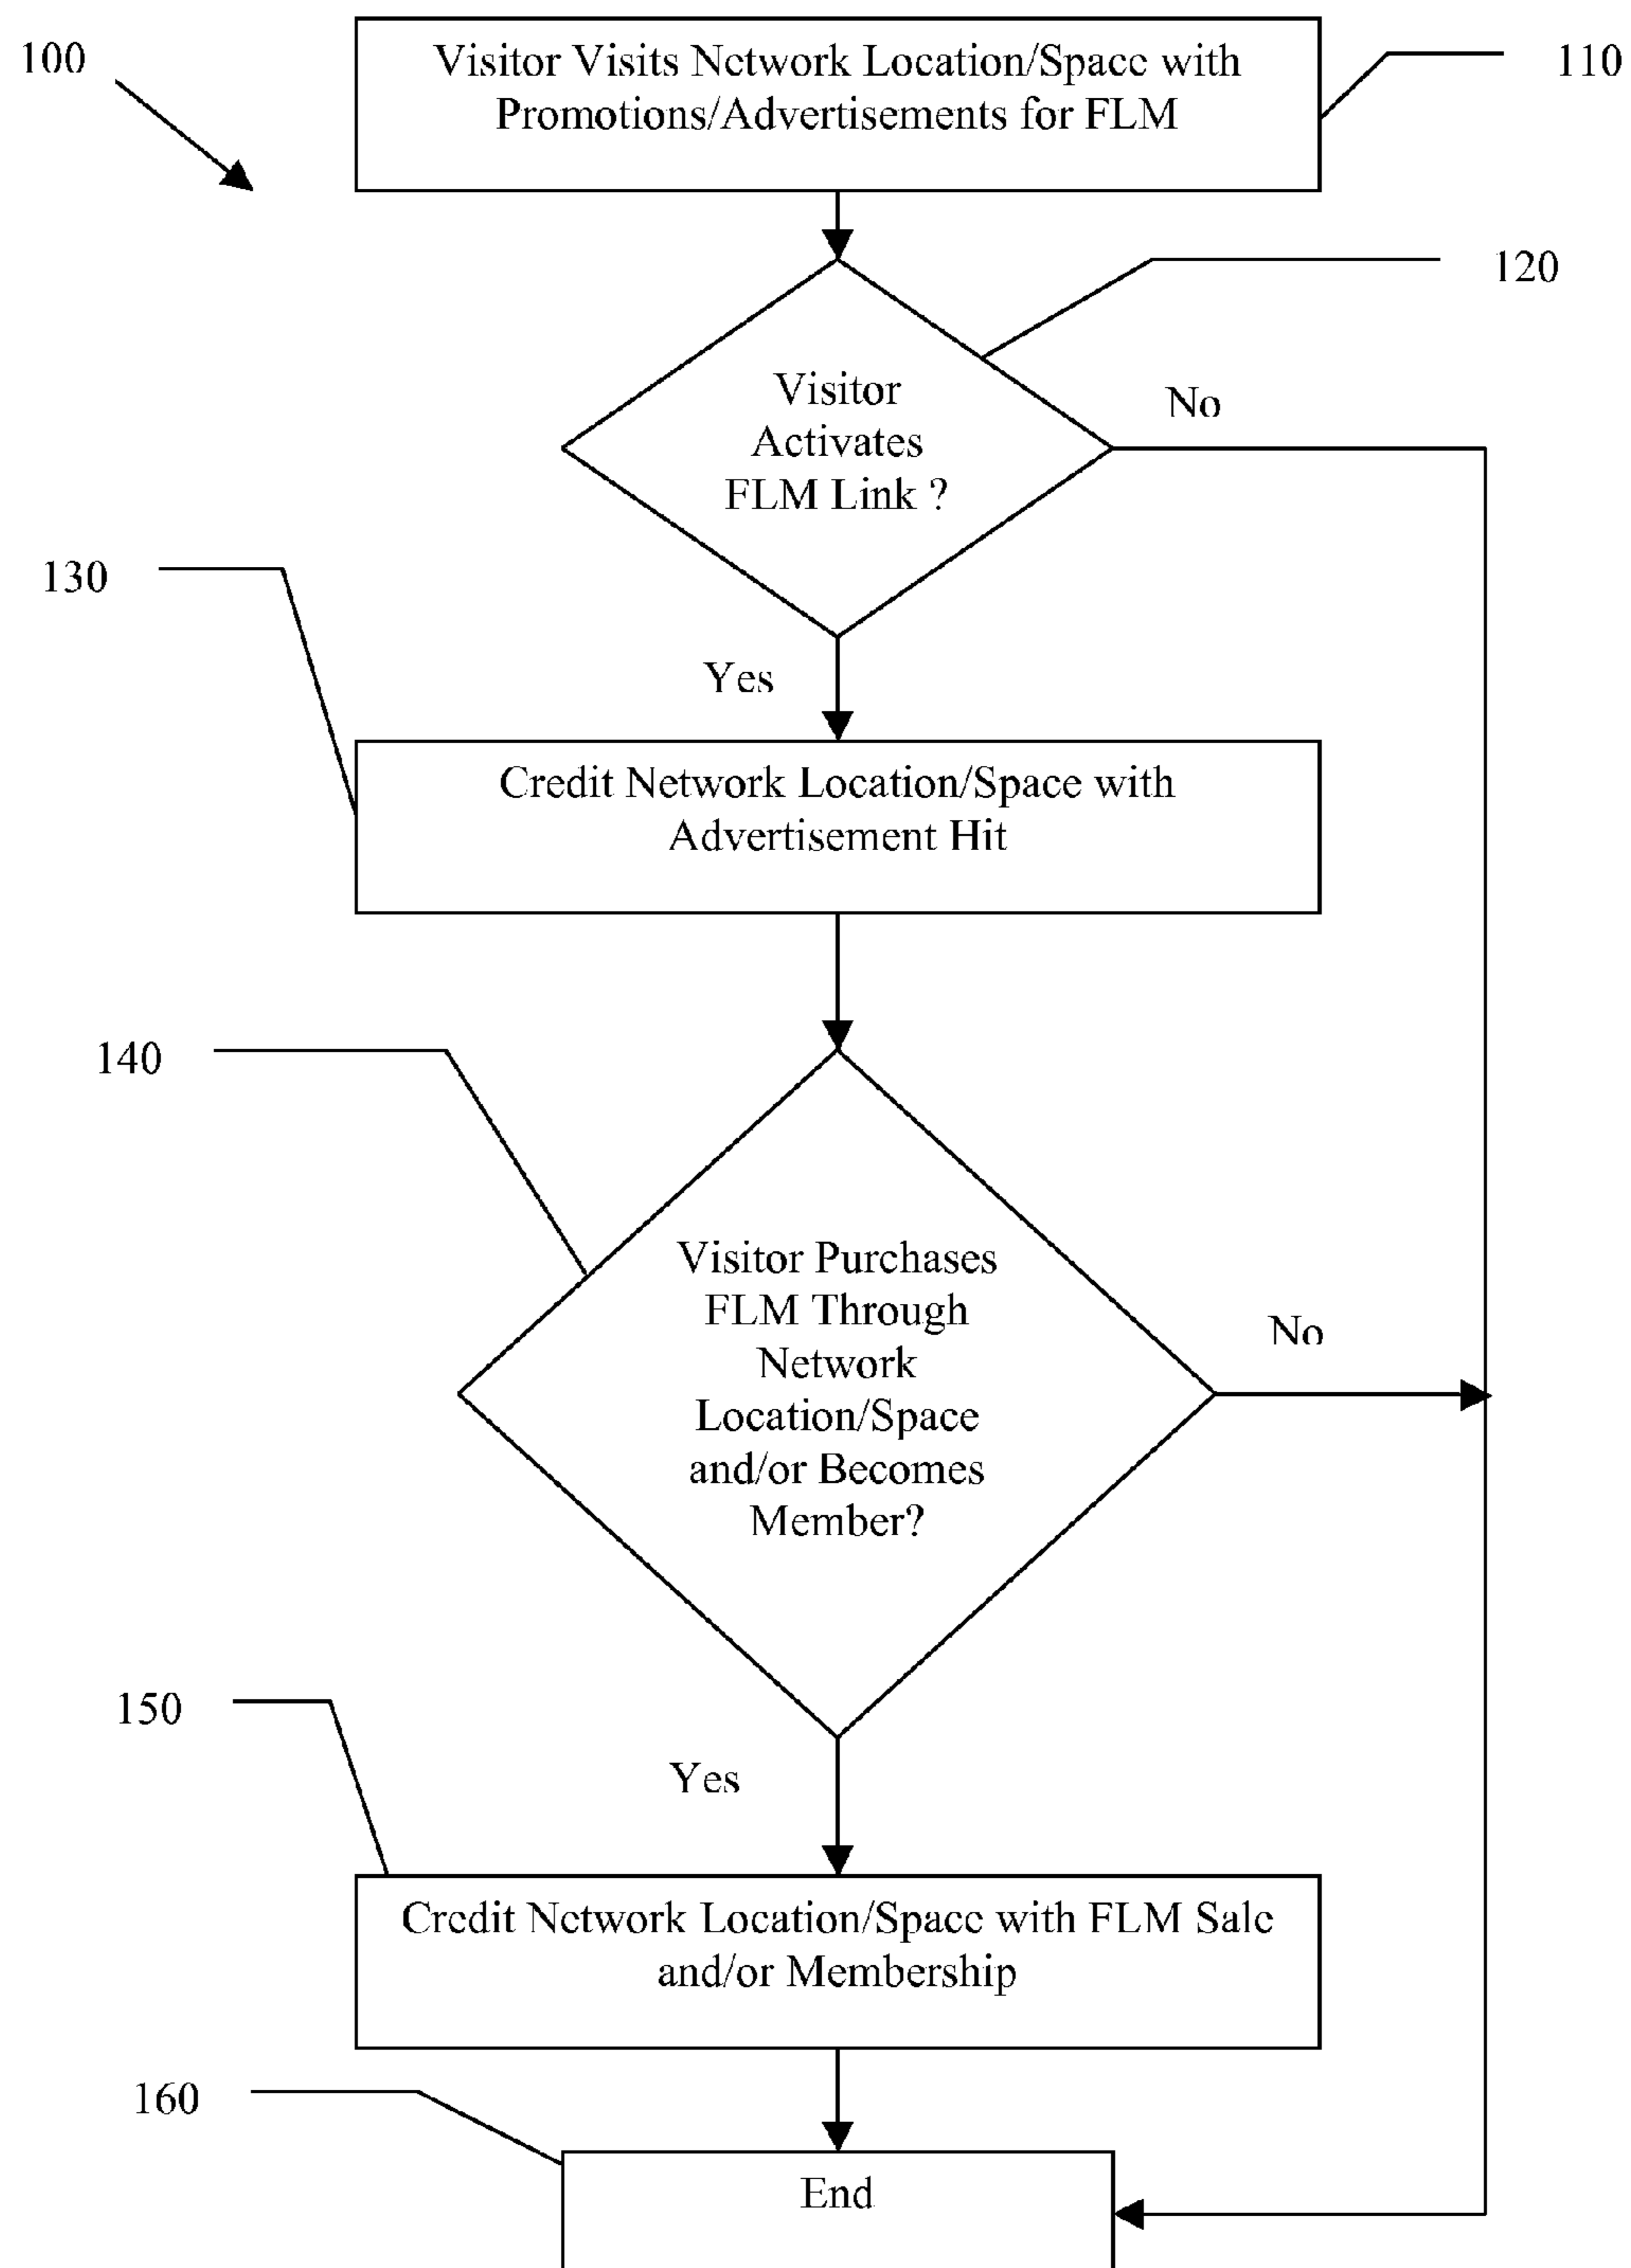 100
Visitor Visits Network Location/Space with
Promotions/Advertisements for FLM
110
120
Visitor
Activates
FLM Link ?
No
130
Yes
Credit Network Location/Space with
Advertisement Hit
140
Visitor Purchases
FLM Through
Network
Location/Space
and/or Becomes
Member?
No
150
Yes
Credit Network Location/Space with FLM Sale
and/or Membership
160
End